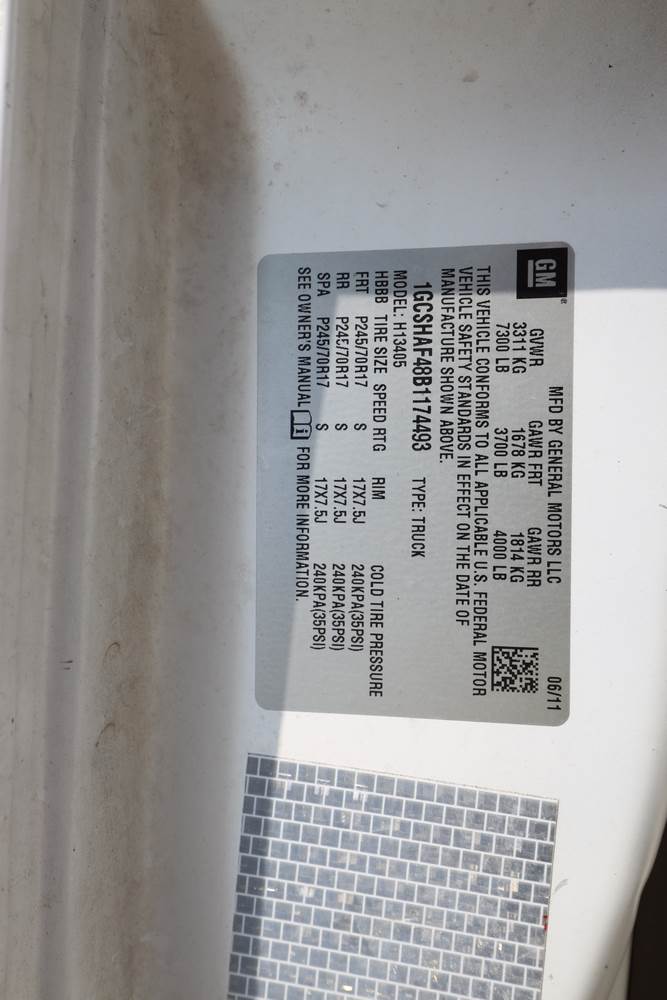 GM
MFD BY GENERAL MOTORS LLC 06/11
GVWR GAWR FRT GAWR RR
3311 KG 1678 KG 1814 KG
7300 LB 3700 LB 4000 LB
THIS VEHICLE CONFORMS TO ALL APPLICABLE U.S. FEDERAL MOTOR
VEHICLE SAFETY STANDARDS IN EFFECT ON THE DATE OF
MANUFACTURE SHOWN ABOVE.
1GCSHAF48B1174493 TYPE: TRUCK
MODEL: H13405
HBBB TIRE SIZE SPEED RTG RIM COLD TIRE PRESSURE
FRT P245/70R17 S 17X7.5J 240KPA(35PSI)
RR P245/70R17 S 17X7.5J 240KPA(35PSI)
SPA P245/70R17 S 17X7.5J 240KPA(35PSI)
SEE OWNER'S MANUAL FOR MORE INFORMATION.